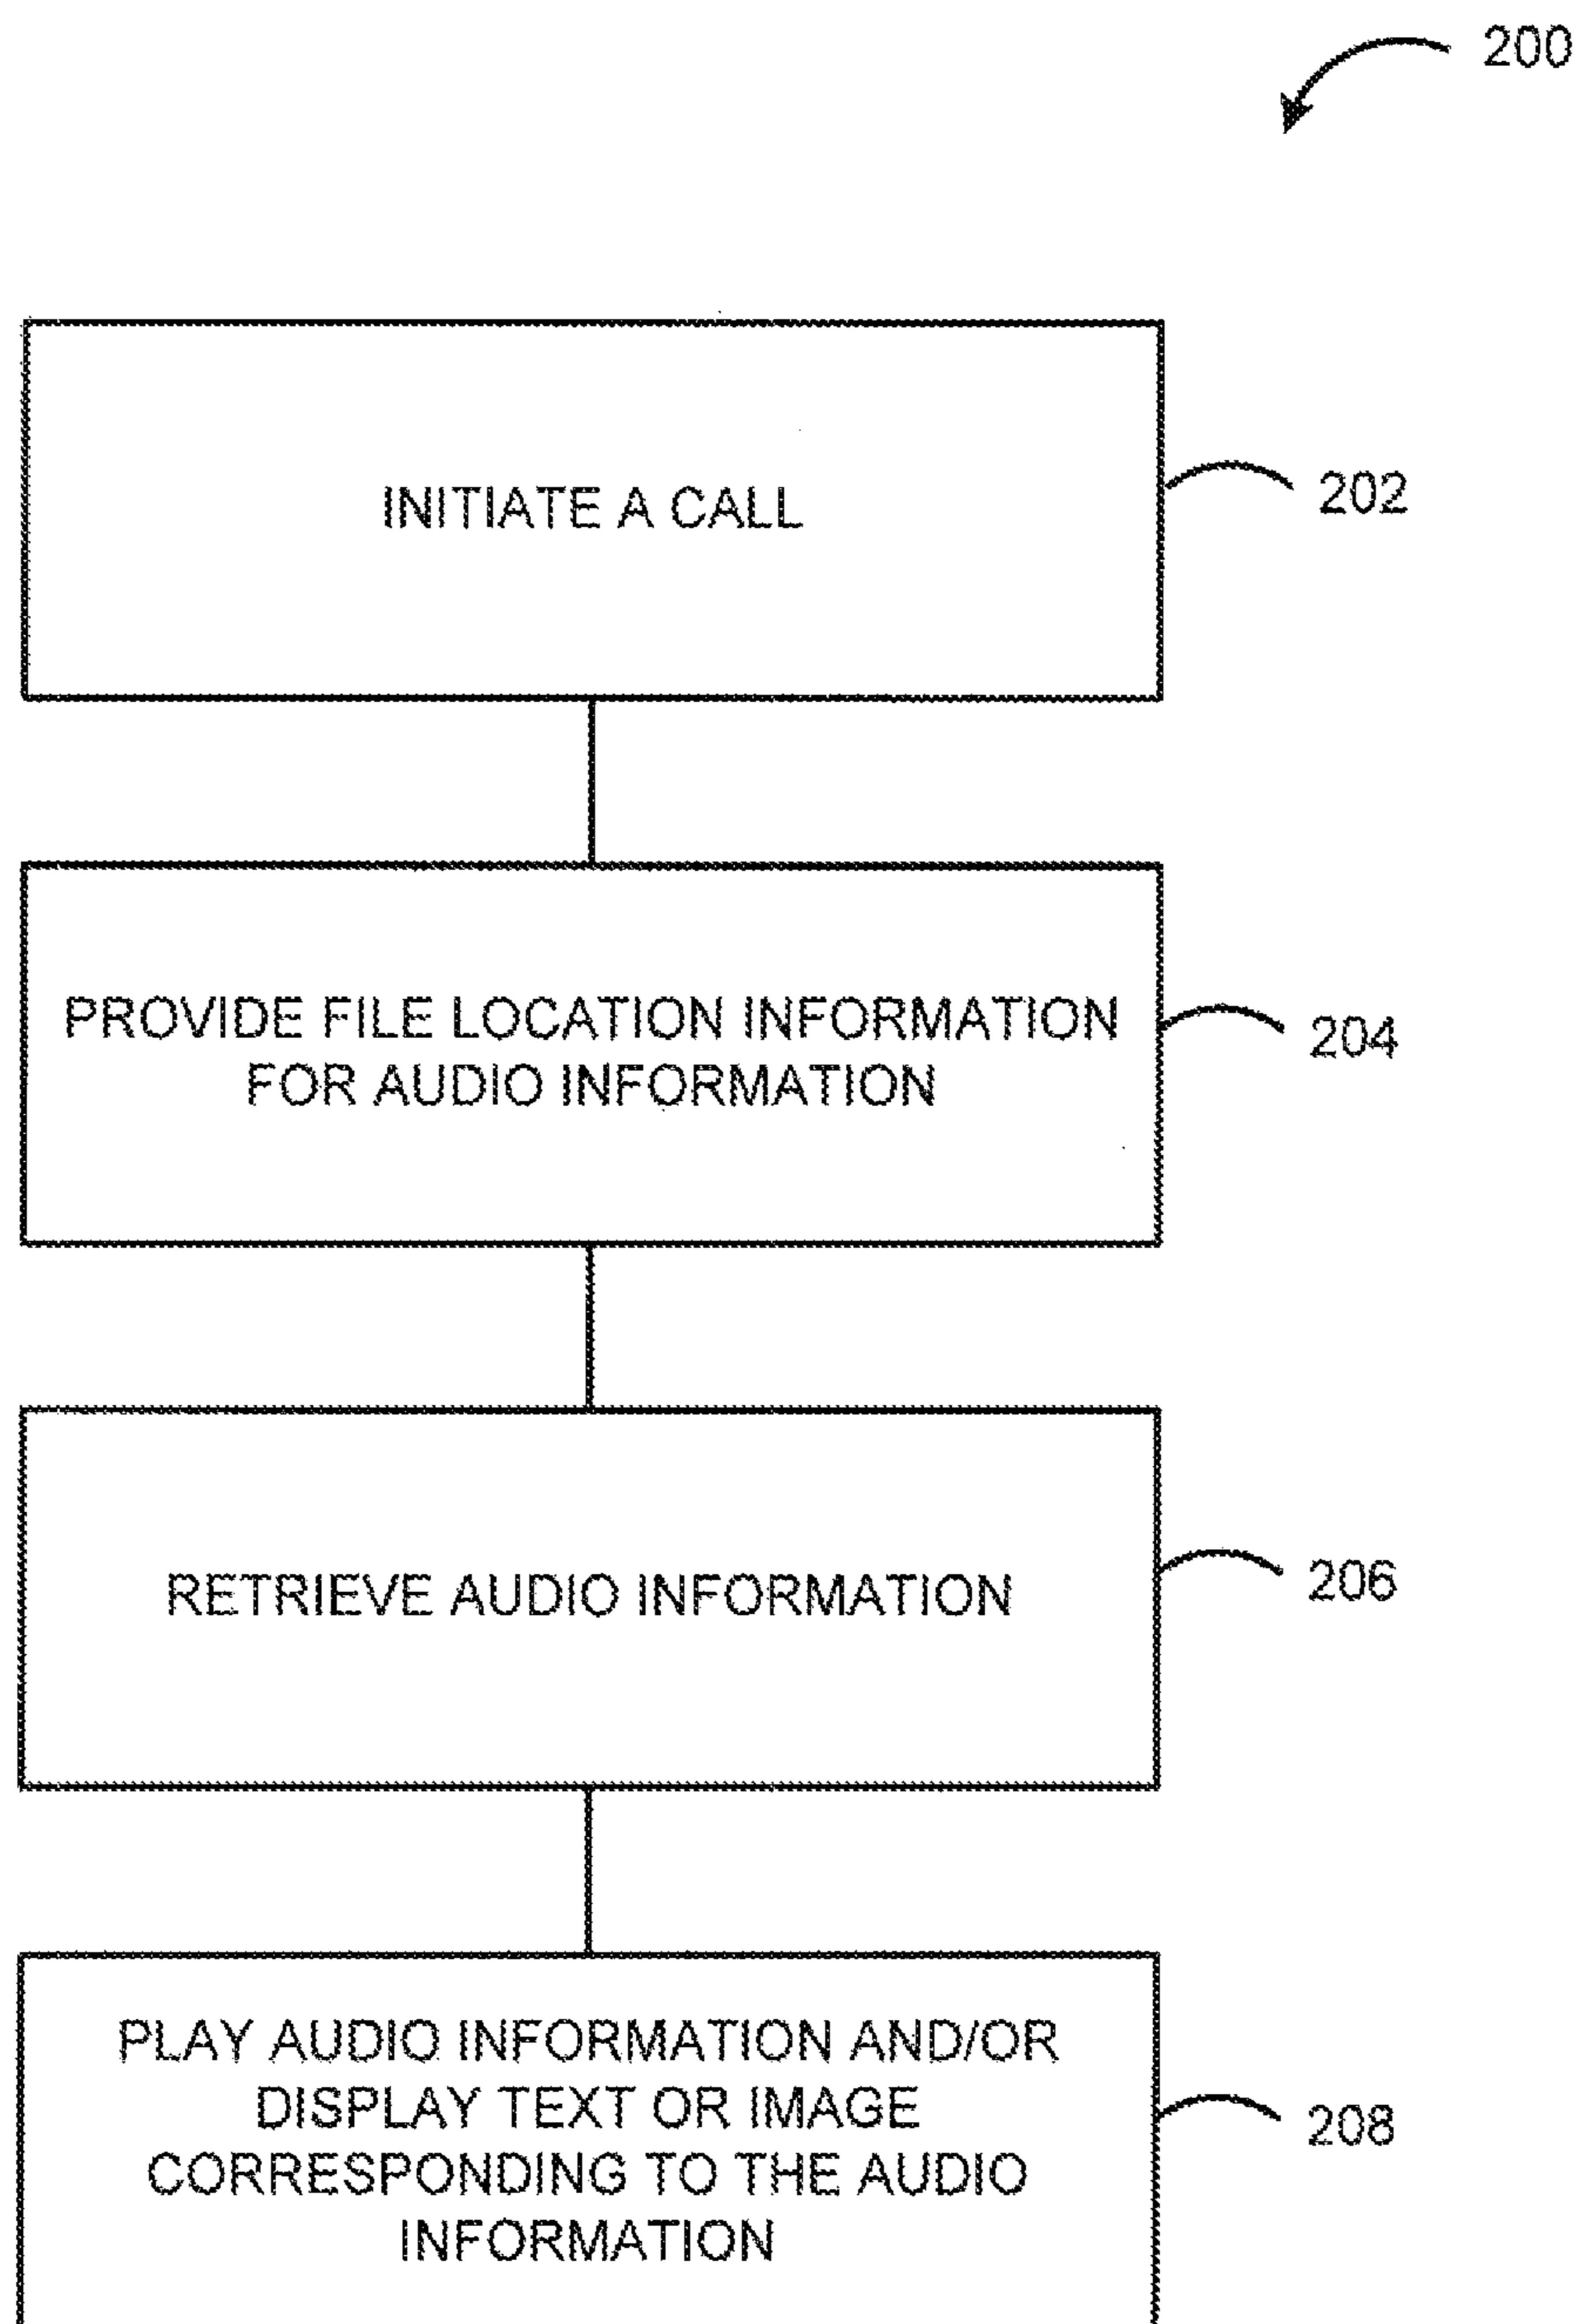 200
INITIATE A CALL
202
PROVIDE FILE LOCATION INFORMATION
FOR AUDIO INFORMATION
204
RETRIEVE AUDIO INFORMATION
206
PLAY AUDIO INFORMATION AND/OR
DISPLAY TEXT OR IMAGE
CORRESPONDING TO THE AUDIO
INFORMATION
208